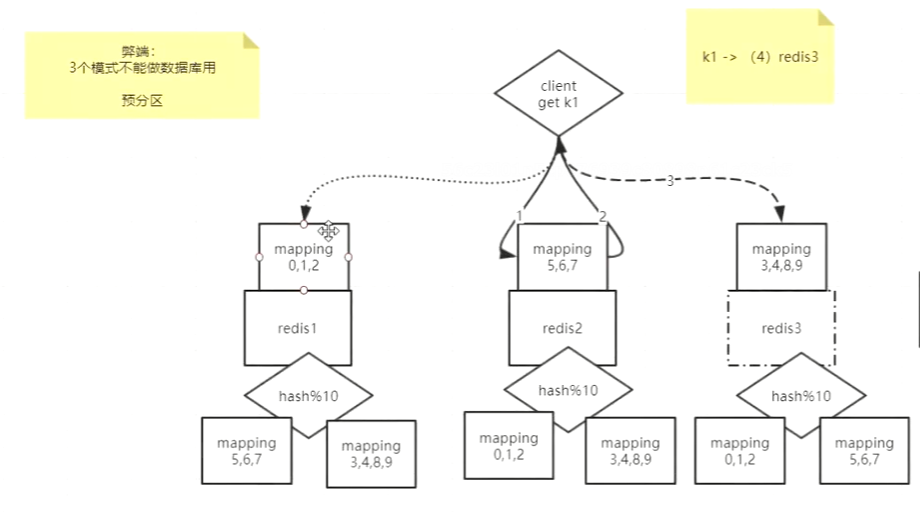 弊端：
3个模式不能做数据库用
预分区
k1 -> （4）redis3
client
get k1
3
1
2
mapping
0,1,2
mapping
5,6,7
mapping
3,4,8,9
redis1
redis2
redis3
hash%10
hash%10
hash%10
mapping
5,6,7
mapping
3,4,8,9
mapping
0,1,2
mapping
3,4,8,9
mapping
0,1,2
mapping
5,6,7